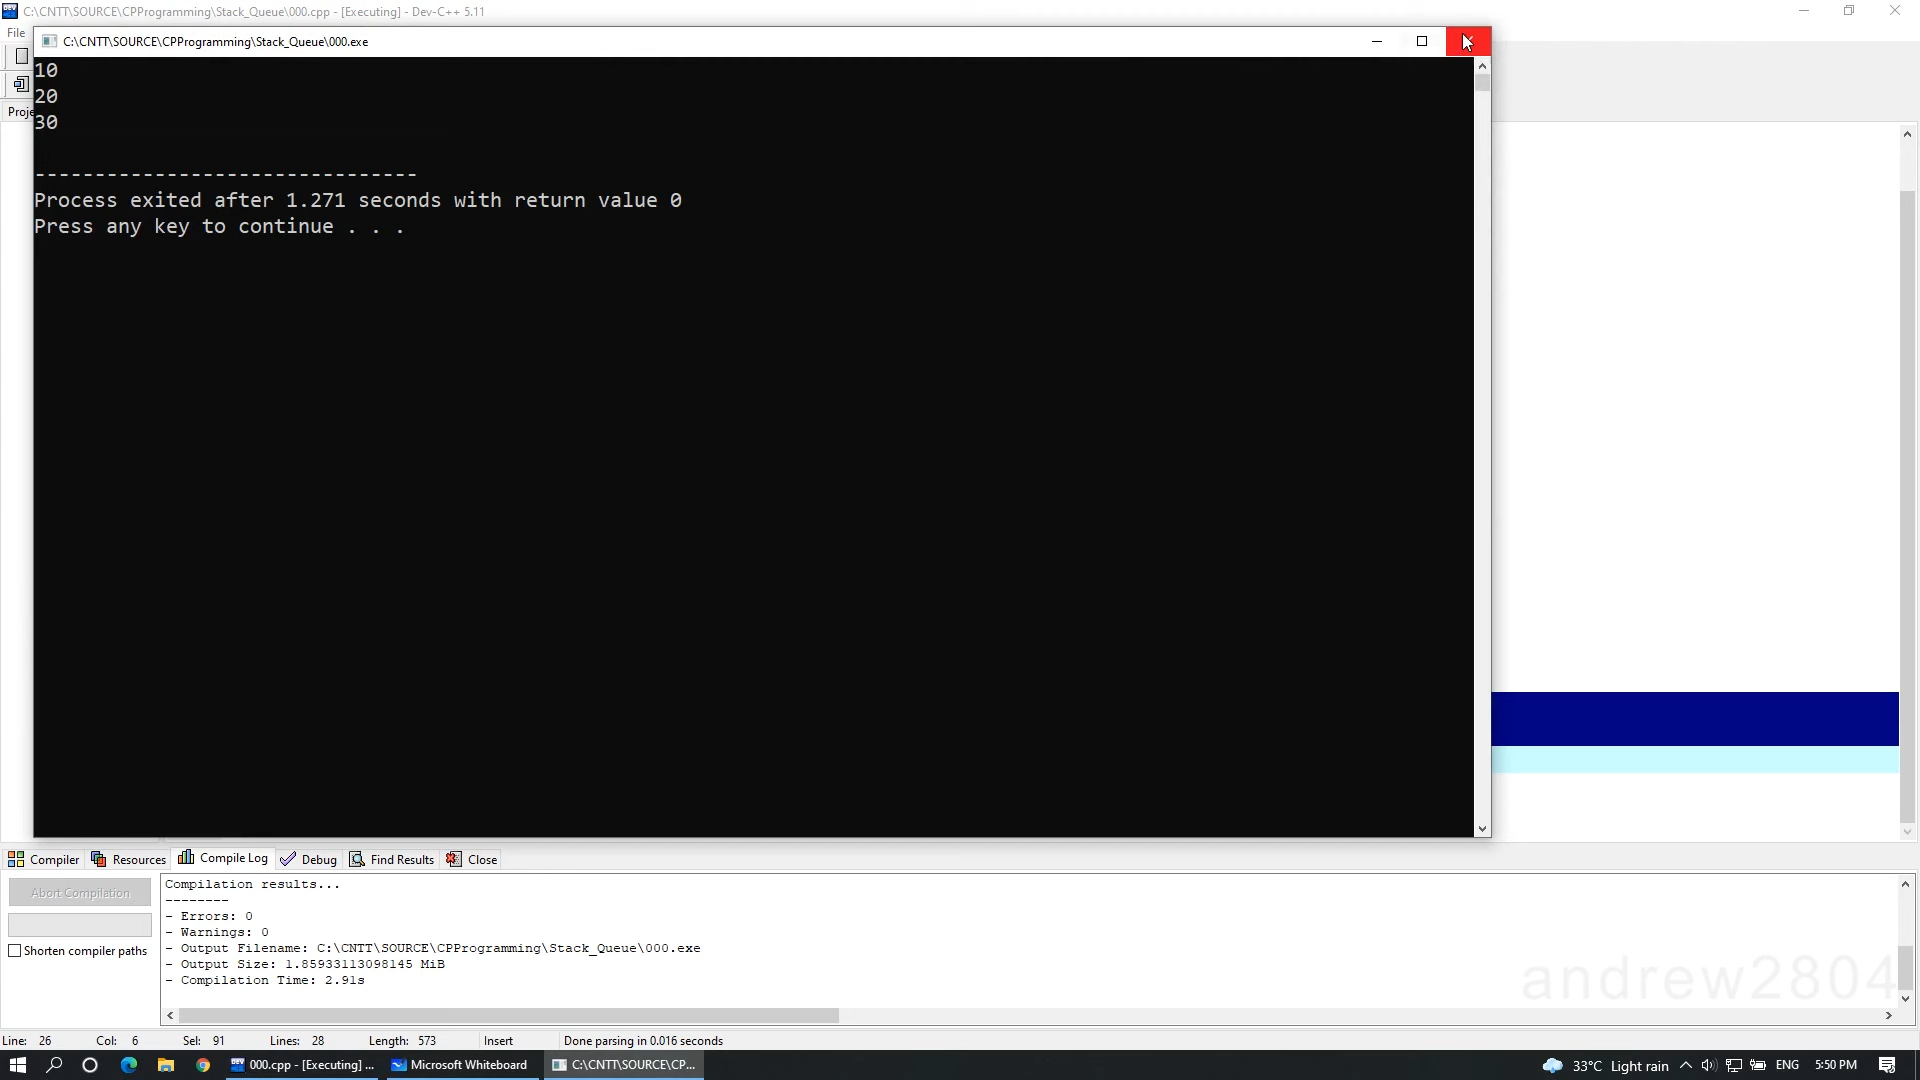 C:\CNTT\SOURCE\CPProgramming\Stack_Queue\000.cpp - [Executing] - Dev-C++ 5.11
File
C:\CNTT\SOURCE\CPProgramming\Stack_Queue\000.exe
Proje
10
20
30
--------------------------------
Process exited after 1.271 seconds with return value 0
Press any key to continue . . .
Compiler Resources Compile Log Debug Find Results Close
Abort Compilation
Shorten compiler paths
Compilation results...
--------
- Errors: 0
- Warnings: 0
- Output Filename: C:\CNTT\SOURCE\CPProgramming\Stack_Queue\000.exe
- Output Size: 1.85933113098145 MiB
- Compilation Time: 2.91s
andrew2804
Line: 26 Col: 6 Sel: 91 Lines: 28 Length: 573 Insert Done parsing in 0.016 seconds
000.cpp - [Executing] ... Microsoft Whiteboard C:\CNTT\SOURCE\CP... 33°C Light rain ENG 5:50 PM